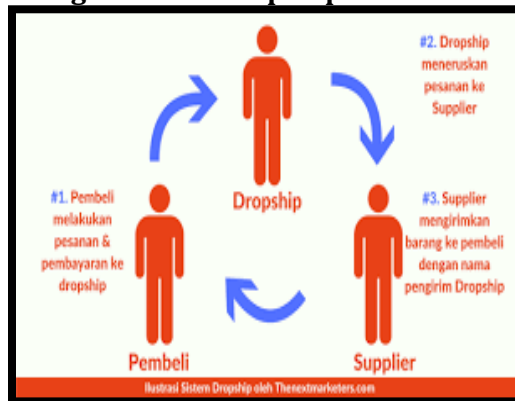 #2. Dropship
meneruskan
pesanan ke
Supplier
Dropship
#1. Pembeli
melakukan
pesanan &
pembayaran ke
dropship
#3. Supplier
mengirimkan
barang ke pembeli
dengan nama
pengirim Dropship
Pembeli
Supplier
Ilustrasi Sistem Dropship oleh Thenextmarketers.com